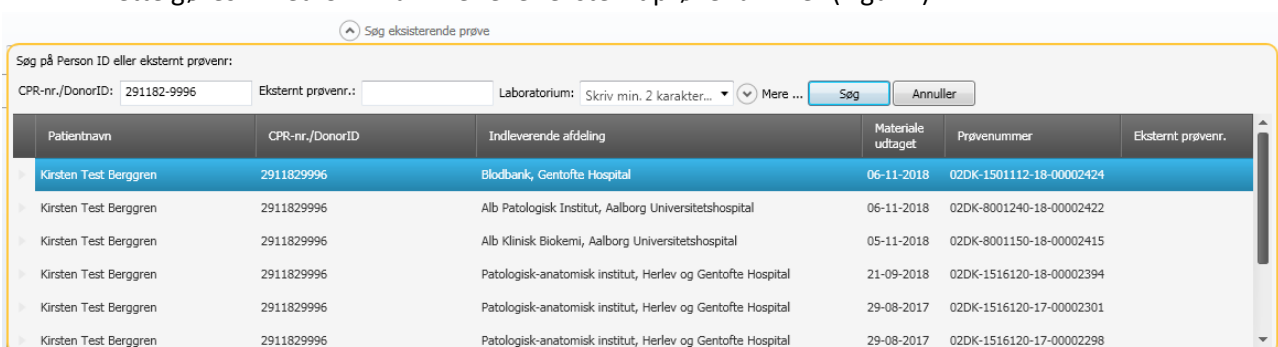 Søg eksisterende prøve
Søg på Person ID eller eksternt prøvenr:
CPR-nr./DonorID: 291182-9996 Eksternt prøvenr.: Laboratorium: Skriv min. 2 karakter... Mere ... Søg Annuller
Patientnavn CPR-nr./DonorID Indleverende afdeling Materiale udtaget Prøvenummer Eksternt prøvenr.
Kirsten Test Berggren 2911829996 Blodbank, Gentofte Hospital 06-11-2018 02DK-1501112-18-00002424
Kirsten Test Berggren 2911829996 Alb Patologisk Institut, Aalborg Universitetshospital 06-11-2018 02DK-8001240-18-00002422
Kirsten Test Berggren 2911829996 Alb Klinisk Biokemi, Aalborg Universitetshospital 05-11-2018 02DK-8001150-18-00002415
Kirsten Test Berggren 2911829996 Patologisk-anatomisk institut, Herlev og Gentofte Hospital 21-09-2018 02DK-1516120-18-00002394
Kirsten Test Berggren 2911829996 Patologisk-anatomisk institut, Herlev og Gentofte Hospital 29-08-2017 02DK-1516120-17-00002301
Kirsten Test Berggren 2911829996 Patologisk-anatomisk institut, Herlev og Gentofte Hospital 29-08-2017 02DK-1516120-17-00002298